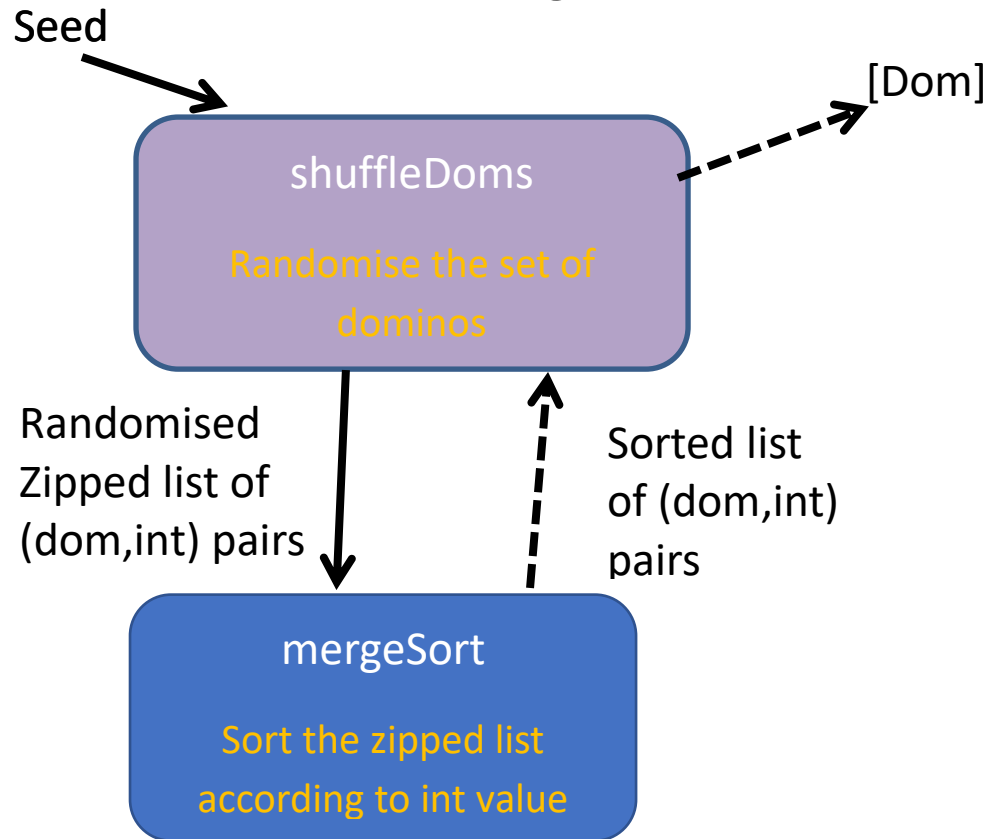 Seed
[Dom]
shuffleDoms
Randomise the set of
dominos
Randomised
Zipped list of
(dom,int) pairs
Sorted list
of (dom,int)
pairs
mergeSort
Sort the zipped list
according to int value